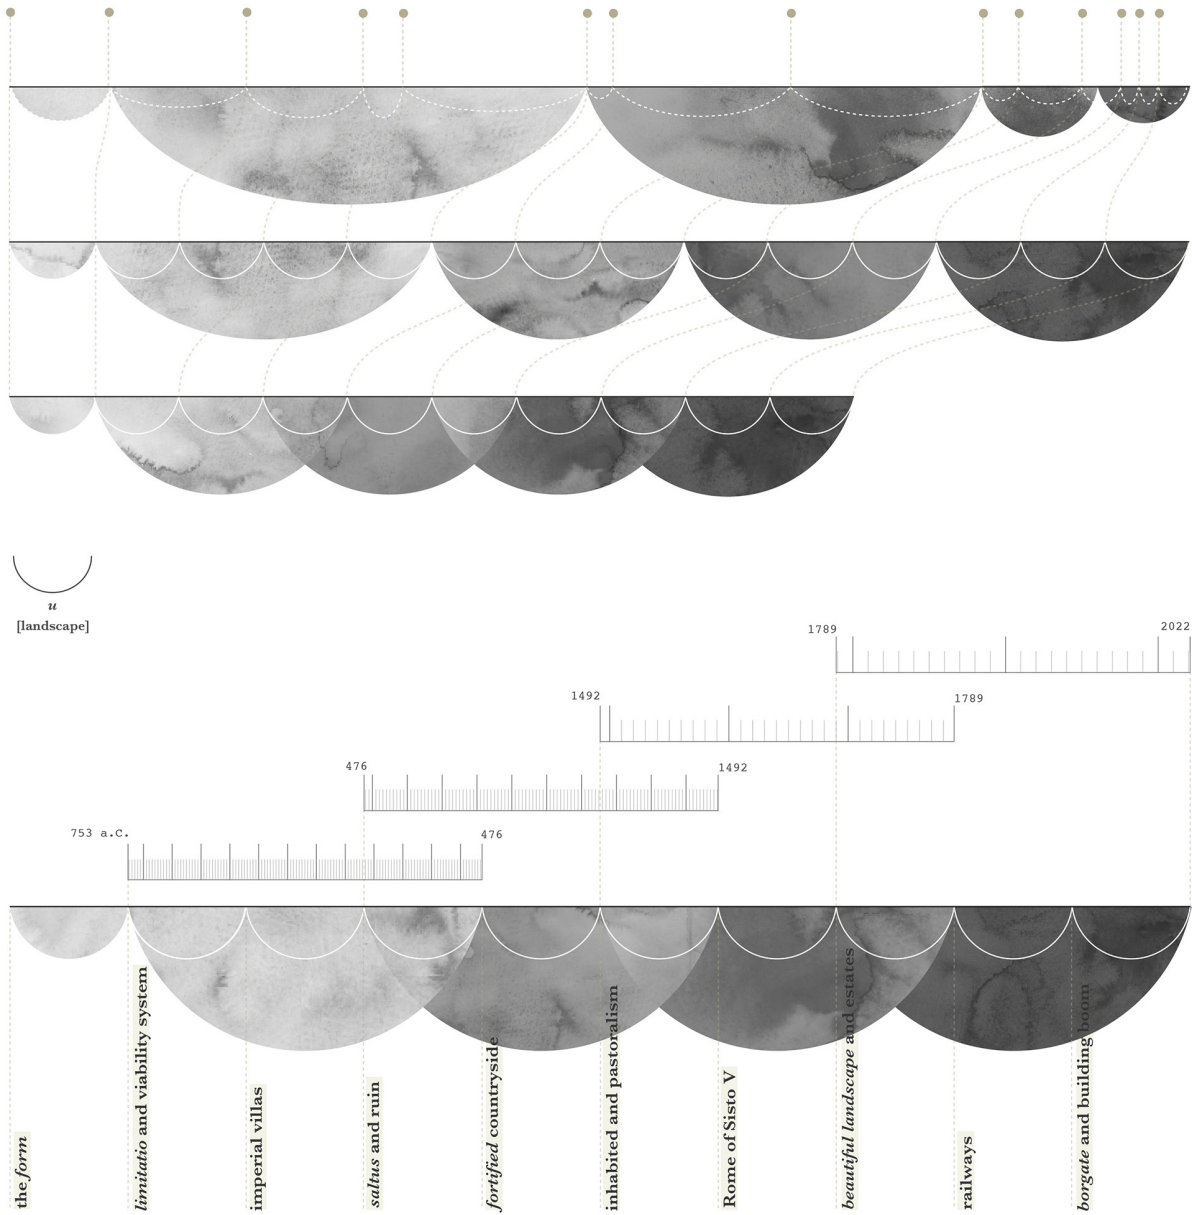 u
[landscape]
1789
2022
1492
1789
476
1492
753 a.C.
476
the form
limitatio and viability system
imperial villas
saltus and ruin
fortified countryside
inhabited and pastoralism
Rome of Sisto V
beautiful landscape and estates
railways
borgate and building boom